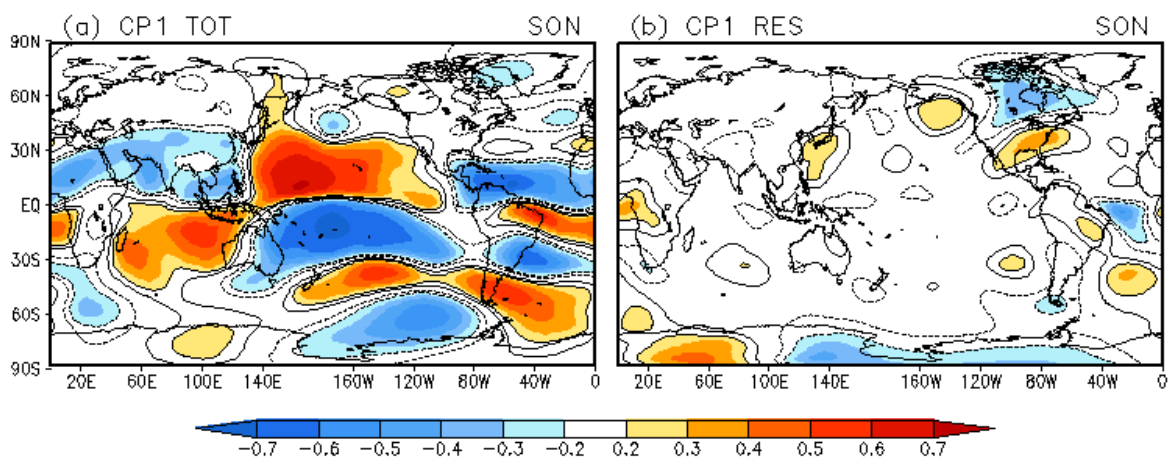 (a) CP1 TOT SON (b) CP1 RES SON
90N
60N
30N
EQ
30S
60S
90S
20E 60E 100E 140E 160W 120W 80W 40W 0 20E 60E 100E 140E 160W 120W 80W 40W 0
-0.7 -0.6 -0.5 -0.4 -0.3 -0.2 0.2 0.3 0.4 0.5 0.6 0.7